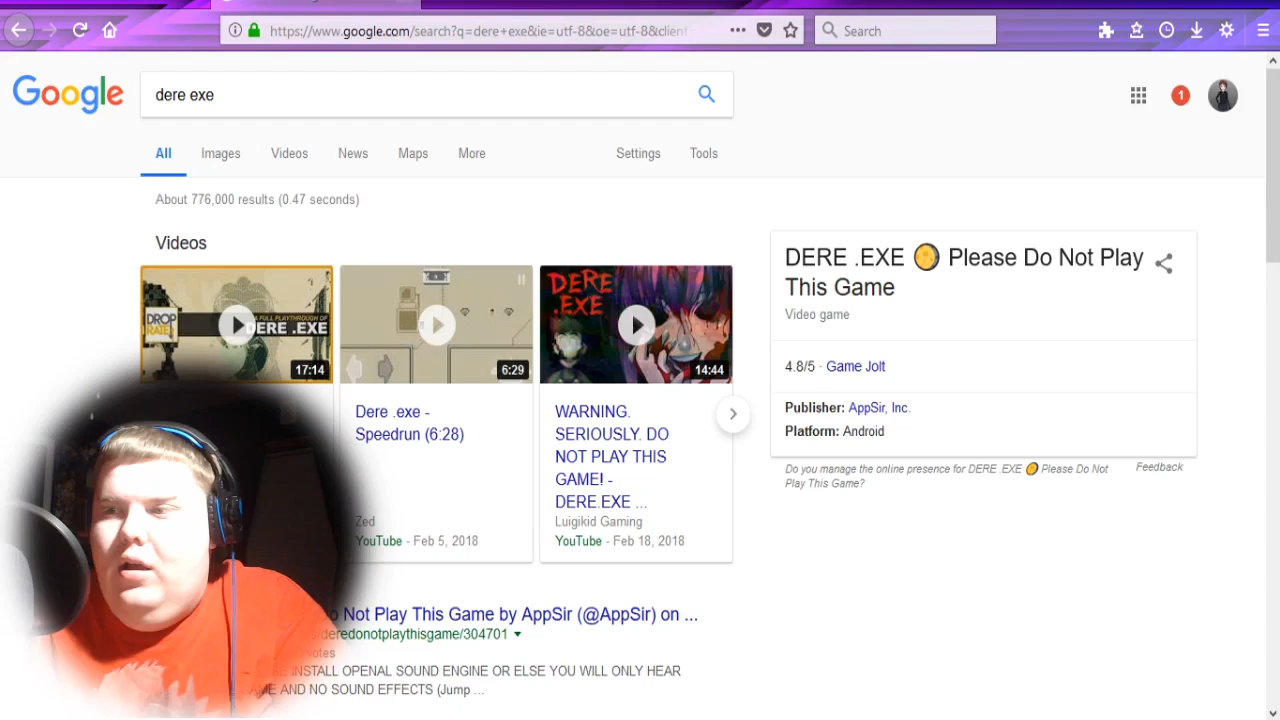 https://www.google.com/search?q=dere+exe&ie=utf-8&oe=utf-8&client
Search
Google
dere exe
1
All
Images
Videos
News
Maps
More
Settings
Tools
About 776,000 results (0.47 seconds)
Videos
DROP
RATE
A FULL PLAYTHROUGH OF
DERE .EXE
17:14
6:29
DERE
.EXE
14:44
Dere .exe -
Speedrun (6:28)
Zed
YouTube - Feb 5, 2018
WARNING.
SERIOUSLY. DO
NOT PLAY THIS
GAME! -
DERE.EXE ...
Luigikid Gaming
YouTube - Feb 18, 2018
DERE .EXE Please Do Not Play
This Game
Video game
4.8/5 · Game Jolt
Publisher: AppSir, Inc.
Platform: Android
Do you manage the online presence for DERE .EXE Please Do Not
Play This Game?
Feedback
Not Play This Game by AppSir (@AppSir) on ...
/deredonotplaythisgame/304701
votes
INSTALL OPENAL SOUND ENGINE OR ELSE YOU WILL ONLY HEAR
AND NO SOUND EFFECTS (Jump ...